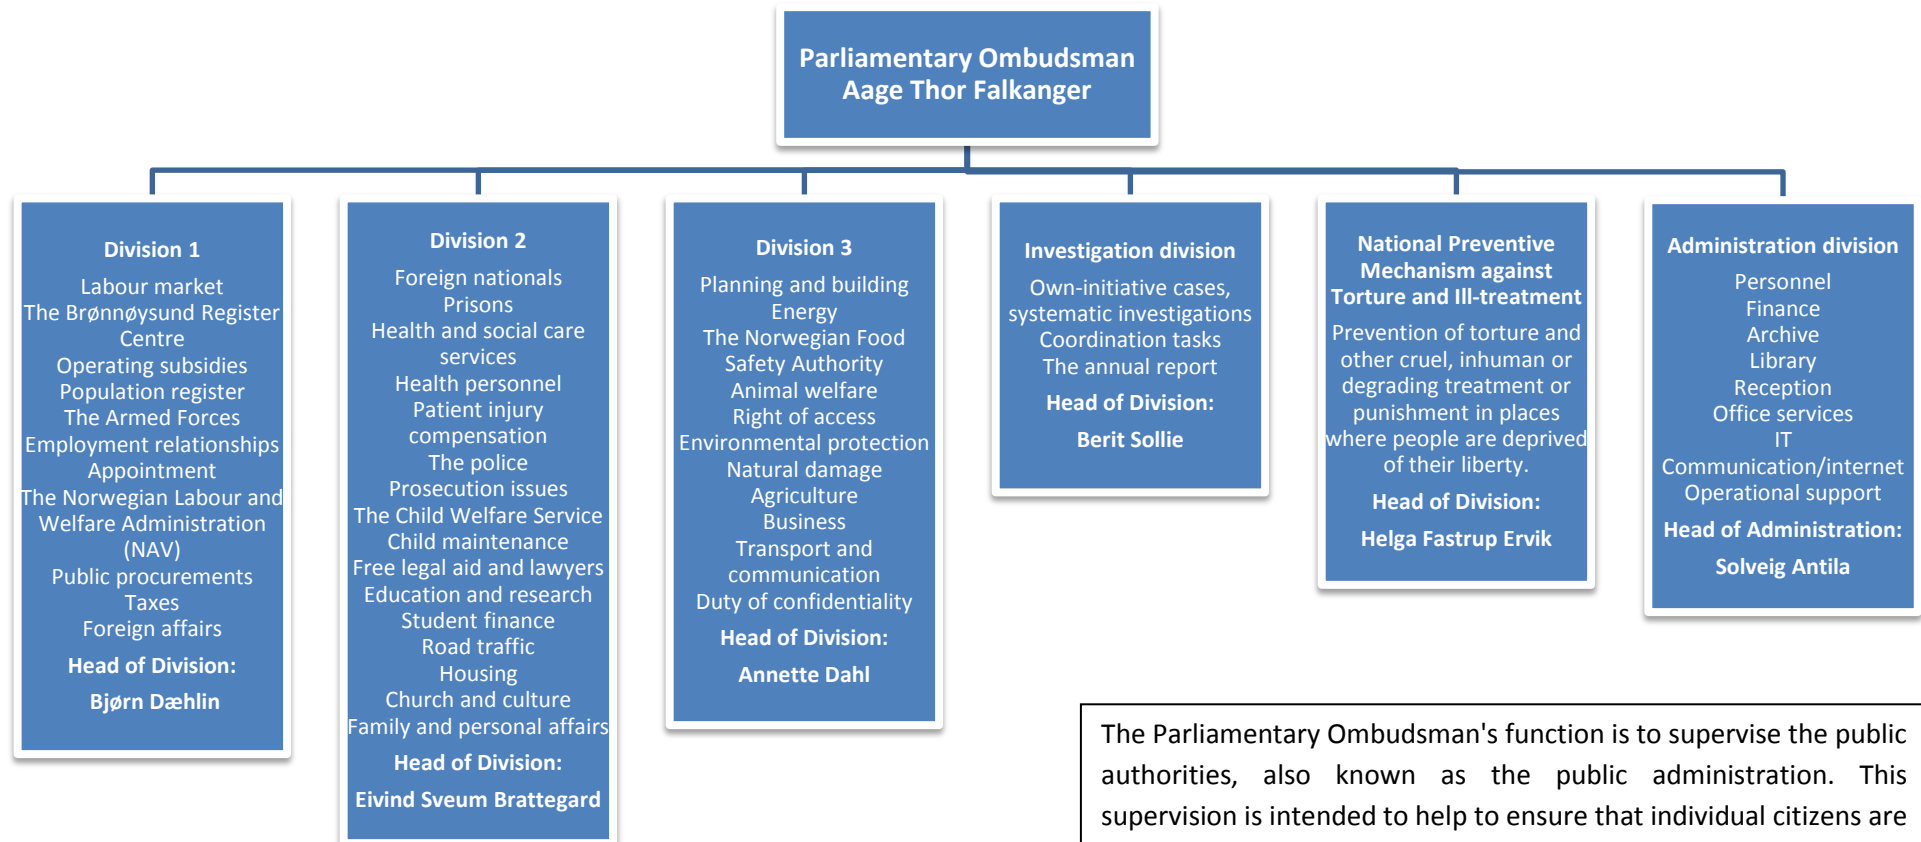 Parliamentary Ombudsman
Aage Thor Falkanger
Division 1
Labour market
The Brønnøysund Register
Centre
Operating subsidies
Population register
The Armed Forces
Employment relationships
Appointment
The Norwegian Labour and
Welfare Administration
(NAV)
Public procurements
Taxes
Foreign affairs
Head of Division:
Bjørn Dæhlin
Division 2
Foreign nationals
Prisons
Health and social care
services
Health personnel
Patient injury
compensation
The police
Prosecution issues
The Child Welfare Service
Child maintenance
Free legal aid and lawyers
Education and research
Student finance
Road traffic
Housing
Church and culture
Family and personal affairs
Head of Division:
Eivind Sveum Brattegard
Division 3
Planning and building
Energy
The Norwegian Food
Safety Authority
Animal welfare
Right of access
Environmental protection
Natural damage
Agriculture
Business
Transport and
communication
Duty of confidentiality
Head of Division:
Annette Dahl
Investigation division
Own-initiative cases,
systematic investigations
Coordination tasks
The annual report
Head of Division:
Berit Sollie
National Preventive
Mechanism against
Torture and Ill-treatment
Prevention of torture and
other cruel, inhuman or
degrading treatment or
punishment in places
where people are deprived
of their liberty.
Head of Division:
Helga Fastrup Ervik
Administration division
Personnel
Finance
Archive
Library
Reception
Office services
IT
Communication/internet
Operational support
Head of Administration:
Solveig Antila
The Parliamentary Ombudsman's function is to supervise the public
authorities, also known as the public administration. This
supervision is intended to help to ensure that individual citizens are